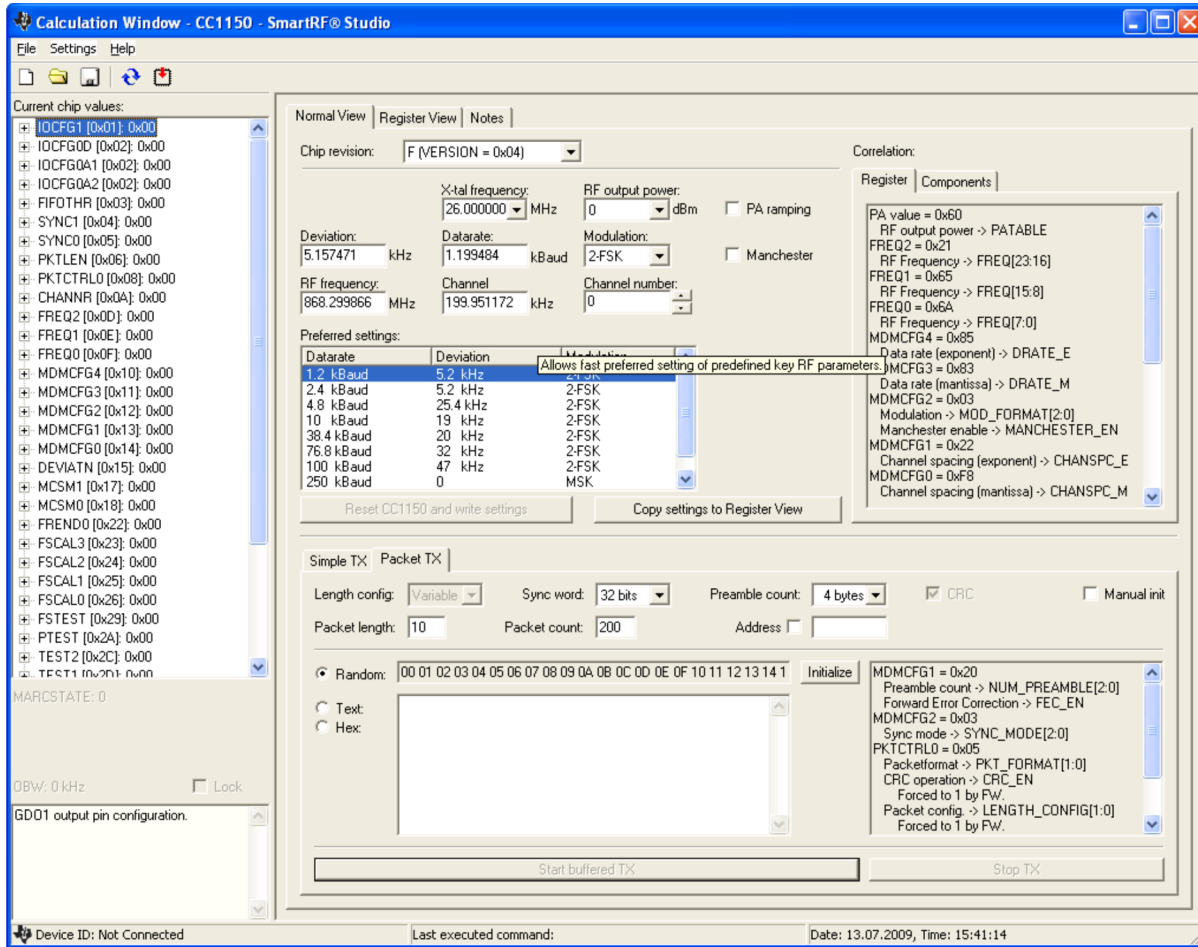 Calculation Window - CC1150 - SmartRF® Studio
File Settings Help
Current chip values:
IOCFG1 [0x01]: 0x00
IOCFG0D [0x02]: 0x00
IOCFG0A1 [0x02]: 0x00
IOCFG0A2 [0x02]: 0x00
FIFOTHR [0x03]: 0x00
SYNC1 [0x04]: 0x00
SYNC0 [0x05]: 0x00
PKTLEN [0x06]: 0x00
PKTCTRL0 [0x08]: 0x00
CHANNR [0x0A]: 0x00
FREQ2 [0x0D]: 0x00
FREQ1 [0x0E]: 0x00
FREQ0 [0x0F]: 0x00
MDMCFG4 [0x10]: 0x00
MDMCFG3 [0x11]: 0x00
MDMCFG2 [0x12]: 0x00
MDMCFG1 [0x13]: 0x00
MDMCFG0 [0x14]: 0x00
DEVIATN [0x15]: 0x00
MCSM1 [0x17]: 0x00
MCSM0 [0x18]: 0x00
FREND0 [0x22]: 0x00
FSCAL3 [0x23]: 0x00
FSCAL2 [0x24]: 0x00
FSCAL1 [0x25]: 0x00
FSCAL0 [0x26]: 0x00
FSTEST [0x29]: 0x00
PTEST [0x2A]: 0x00
TEST2 [0x2C]: 0x00
TEST1 [0x2D]: 0x00
MARCSTATE: 0
OBW: 0 kHz Lock
GDO1 output pin configuration.
Normal View Register View Notes
Chip revision: F (VERSION = 0x04)
X-tal frequency: RF output power:
26.000000 MHz 0 dBm PA ramping
Deviation: Datarate: Modulation:
5.157471 kHz 1.199484 kBaud 2-FSK Manchester
RF frequency: Channel Channel number:
868.299866 MHz 199.951172 kHz 0
Preferred settings:
Datarate Deviation
Allows fast preferred setting of predefined key RF parameters.
1.2 kBaud 5.2 kHz 2-FSK
2.4 kBaud 5.2 kHz 2-FSK
4.8 kBaud 25.4 kHz 2-FSK
10 kBaud 19 kHz 2-FSK
38.4 kBaud 20 kHz 2-FSK
76.8 kBaud 32 kHz 2-FSK
100 kBaud 47 kHz 2-FSK
250 kBaud 0 MSK
Reset CC1150 and write settings Copy settings to Register View
Correlation:
Register Components
PA value = 0x60
RF output power -> PATABLE
FREQ2 = 0x21
RF Frequency -> FREQ[23:16]
FREQ1 = 0x65
RF Frequency -> FREQ[15:8]
FREQ0 = 0x6A
RF Frequency -> FREQ[7:0]
MDMCFG4 = 0x85
Data rate (exponent) -> DRATE_E
MDMCFG3 = 0x83
Data rate (mantissa) -> DRATE_M
MDMCFG2 = 0x03
Modulation -> MOD_FORMAT[2:0]
Manchester enable -> MANCHESTER_EN
MDMCFG1 = 0x22
Channel spacing (exponent) -> CHANSPC_E
MDMCFG0 = 0xF8
Channel spacing (mantissa) -> CHANSPC_M
Simple TX Packet TX
Length config: Variable Sync word: 32 bits Preamble count: 4 bytes CRC Manual init
Packet length: 10 Packet count: 200 Address
Random: 00 01 02 03 04 05 06 07 08 09 0A 0B 0C 0D 0E 0F 10 11 12 13 14 1 Initialize
Text:
Hex:
MDMCFG1 = 0x20
Preamble count -> NUM_PREAMBLE[2:0]
Forward Error Correction -> FEC_EN
MDMCFG2 = 0x03
Sync mode -> SYNC_MODE[2:0]
PKTCTRL0 = 0x05
Packetformat -> PKT_FORMAT[1:0]
CRC operation -> CRC_EN
Forced to 1 by FW.
Packet config. -> LENGTH_CONFIG[1:0]
Forced to 1 by FW.
Start buffered TX Stop TX
Device ID: Not Connected Last executed command: Date: 13.07.2009, Time: 15:41:14